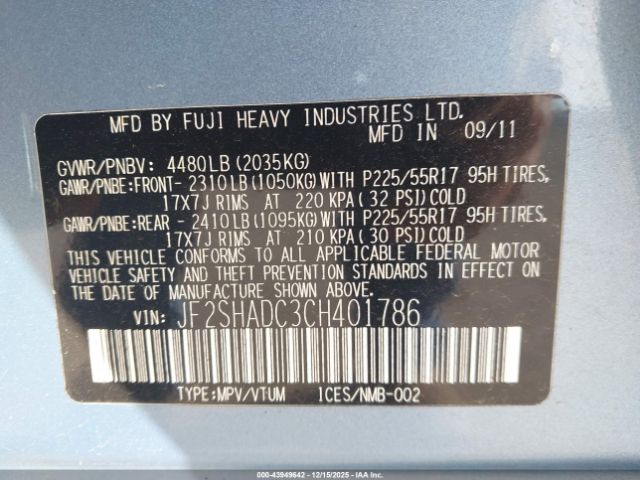 MFD BY FUJI HEAVY INDUSTRIES LTD.
MFD IN 09/11
GVWR/PNBV: 4480LB(2035KG)
GAWR/PNBE:FRONT- 2310LB(1050KG)WITH P225/55R17 95H TIRES,
17X7J RIMS AT 220 KPA(32 PSI)COLD
GAWR/PNBE:REAR - 2410LB(1095KG)WITH P225/55R17 95H TIRES,
17X7J RIMS AT 210 KPA(30 PSI)COLD
THIS VEHICLE CONFORMS TO ALL APPLICABLE FEDERAL MOTOR
VEHICLE SAFETY AND THEFT PREVENTION STANDARDS IN EFFECT ON
THE DATE OF MANUFACTURE SHOWN ABOVE.
VIN: JF2SHADC3CH401786
TYPE:MPV/VTUM 1CES/NMB-002
000-43949642 - 12/15/2025 - COPART.CA